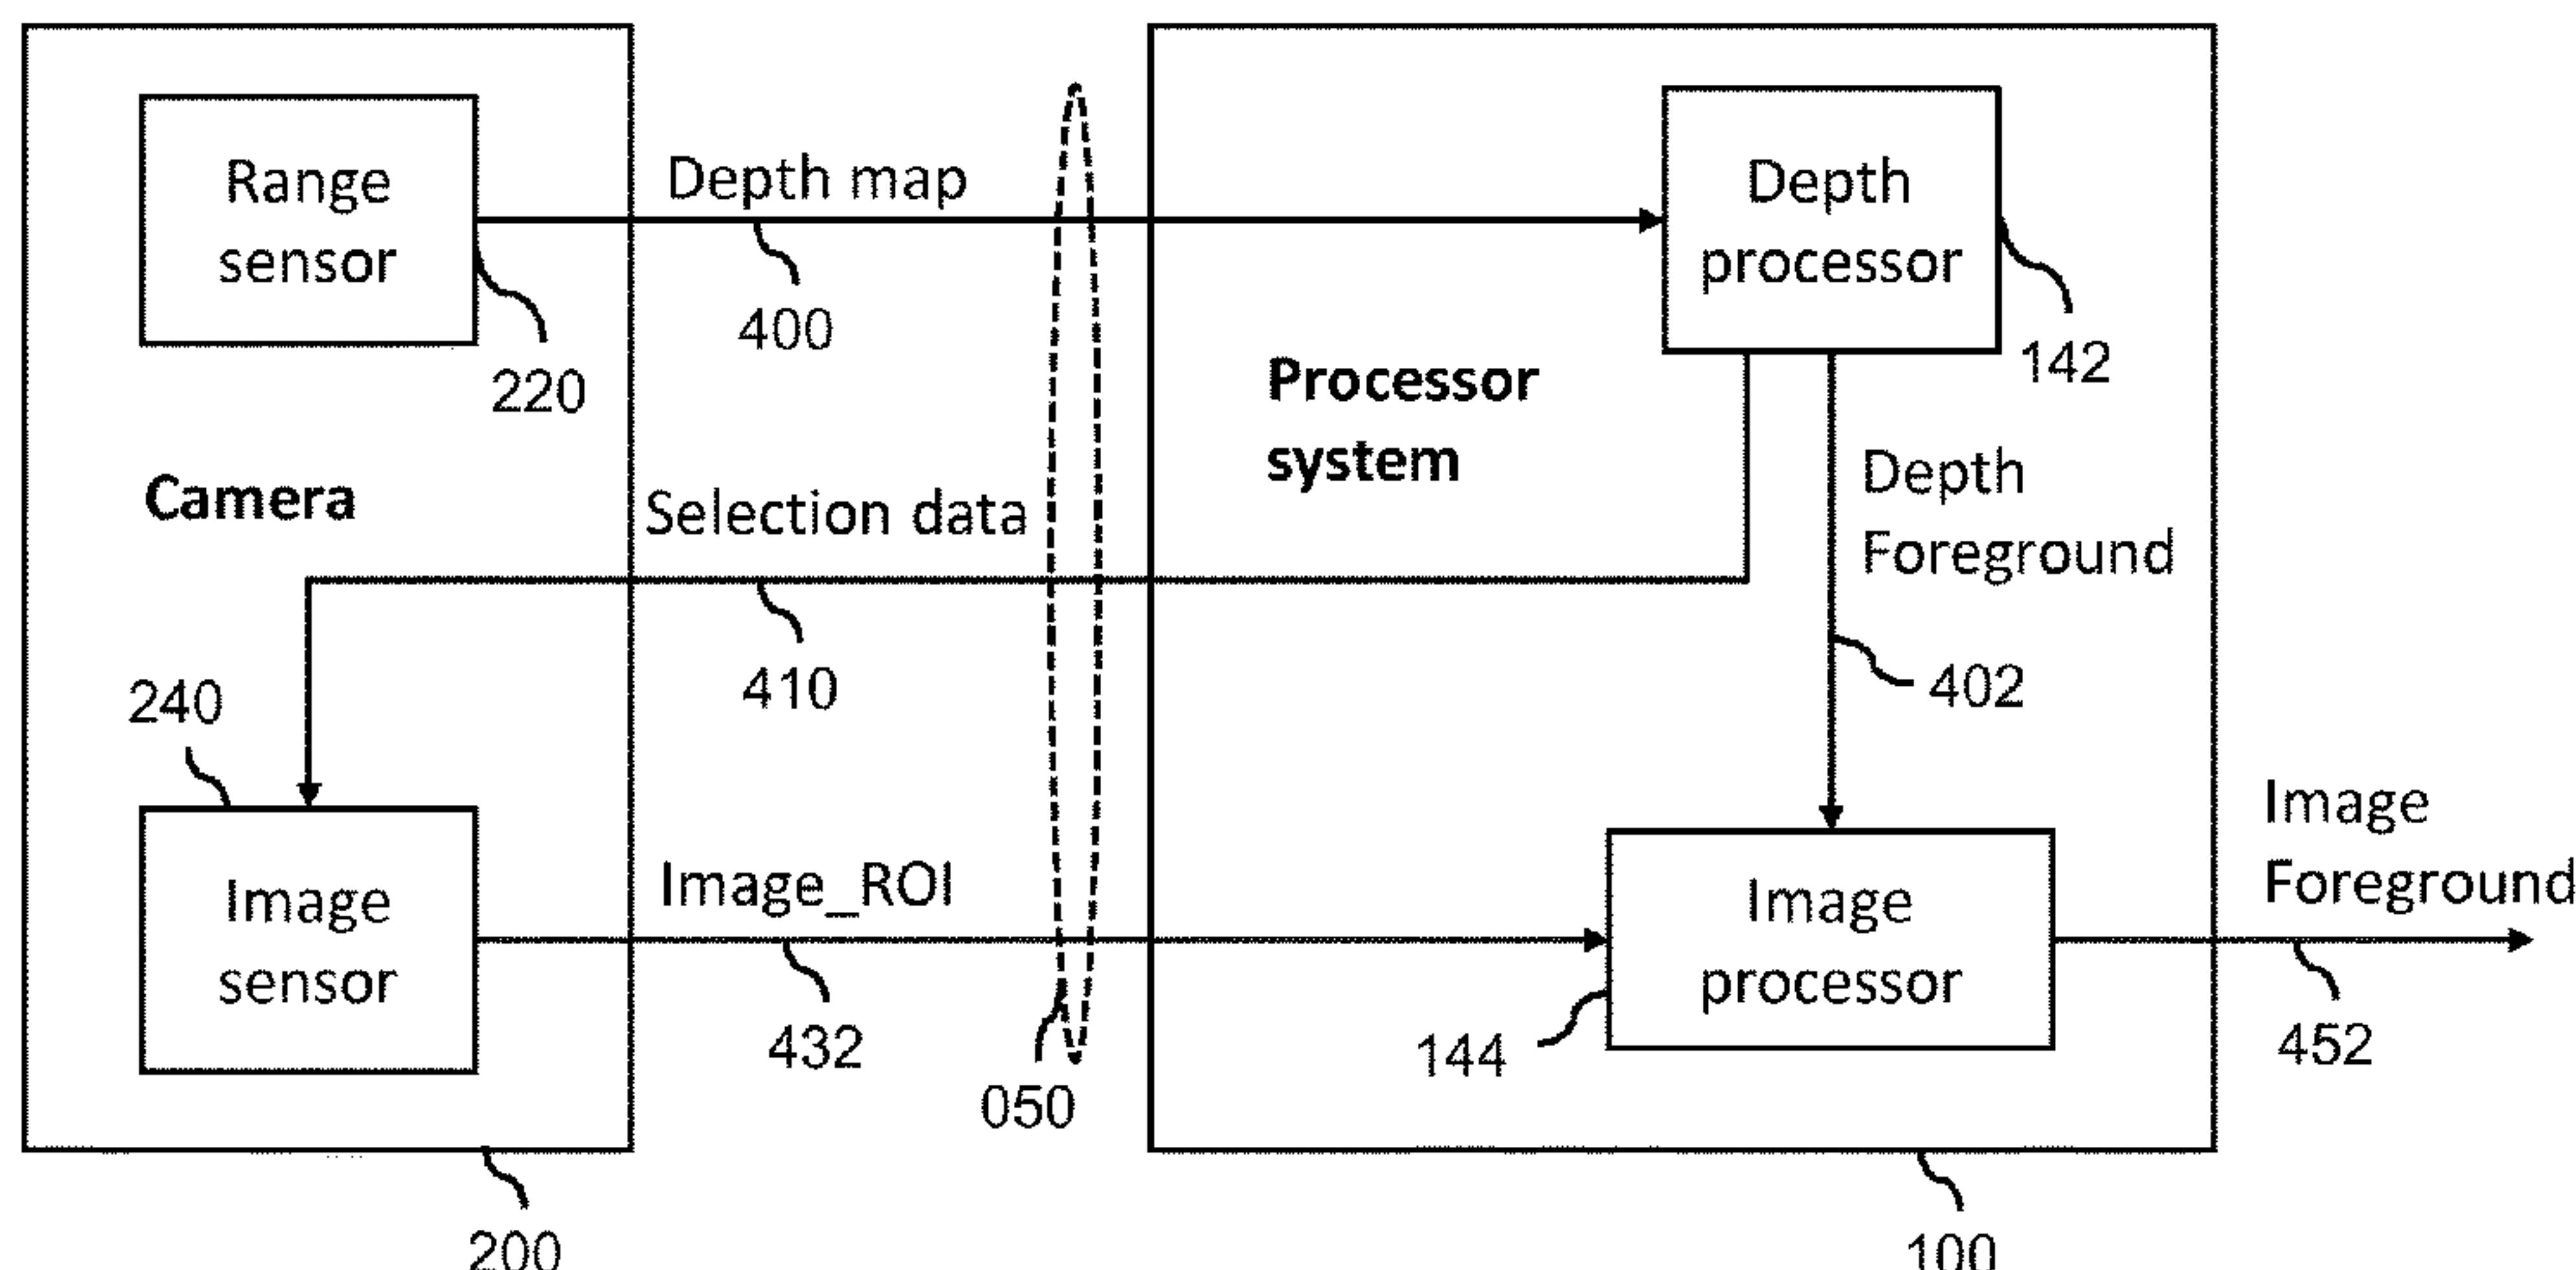 Range
sensor
220
Camera
240
Image
sensor
200
Depth map
400
Selection data
410
Image_ROI
432
050
Processor
system
Depth
processor
142
Depth
Foreground
402
Image
processor
144
100
Image
Foreground
452